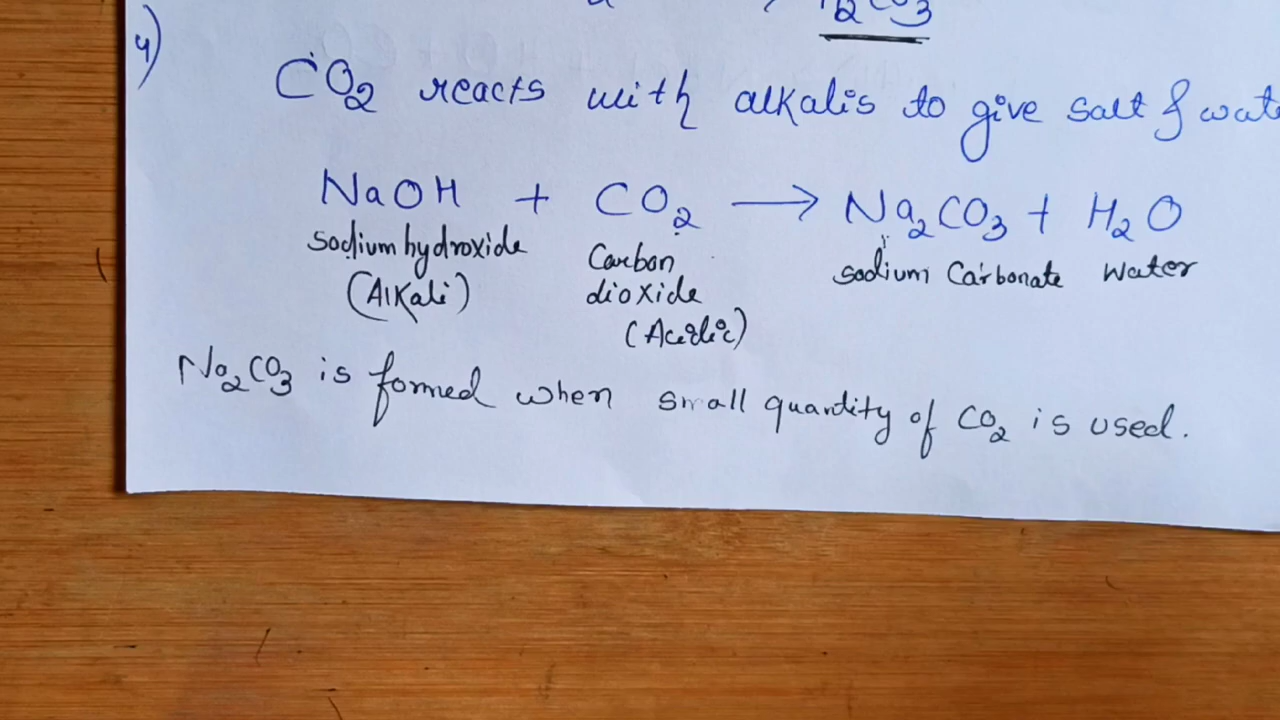 4)
CO2 reacts with alkalis to give salt & wate
NaOH + CO2 → Na2CO3 + H2O
sodium hydroxide Carbon sodium Carbonate Water
(Alkali) dioxide
(Acidic)
Na2CO3 is formed when small quantity of CO2 is used.